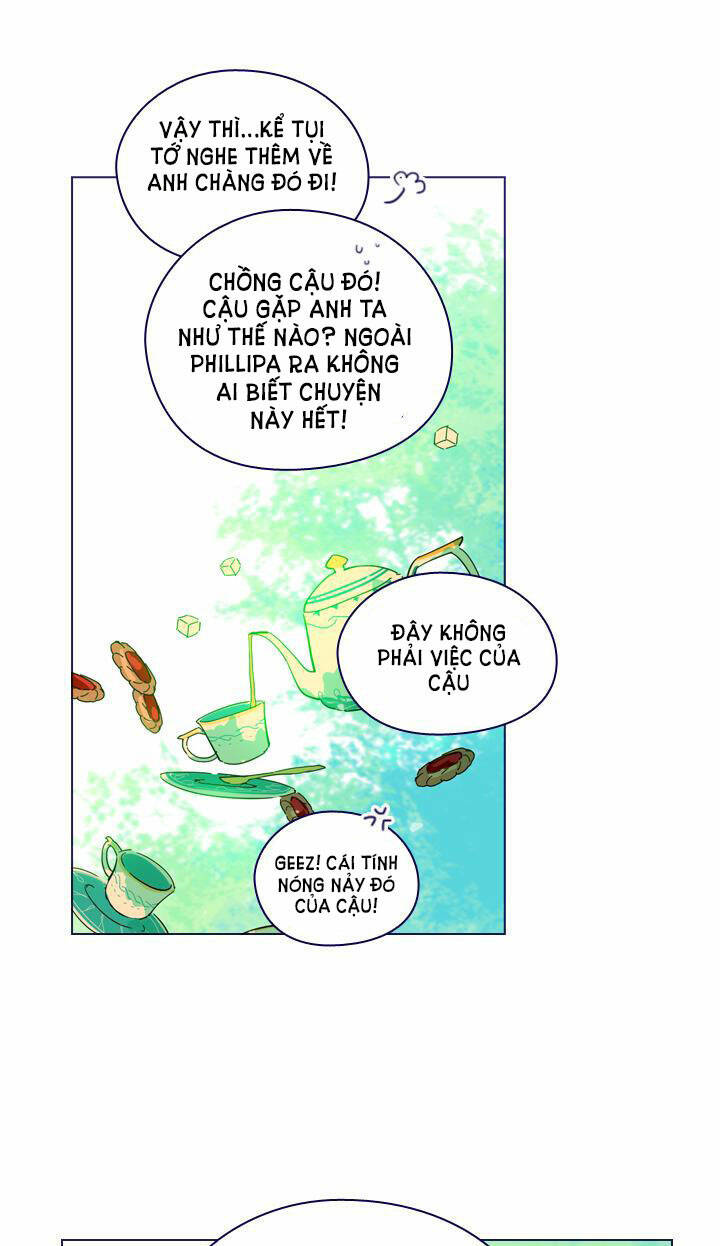 VẬY THÌ...KỂ TỤI
TỚ NGHE THÊM VỀ
ANH CHÀNG ĐÓ ĐI!
CHỒNG CẬU ĐÓ!
CẬU GẶP ANH TA
NHƯ THẾ NÀO? NGOÀI
PHILLIPA RA KHÔNG
AI BIẾT CHUYỆN
NÀY HẾT!
ĐÂY KHÔNG
PHẢI VIỆC CỦA
CẬU
GEEZ! CÁI TÍNH
NÓNG NẢY ĐÓ
CỦA CẬU!